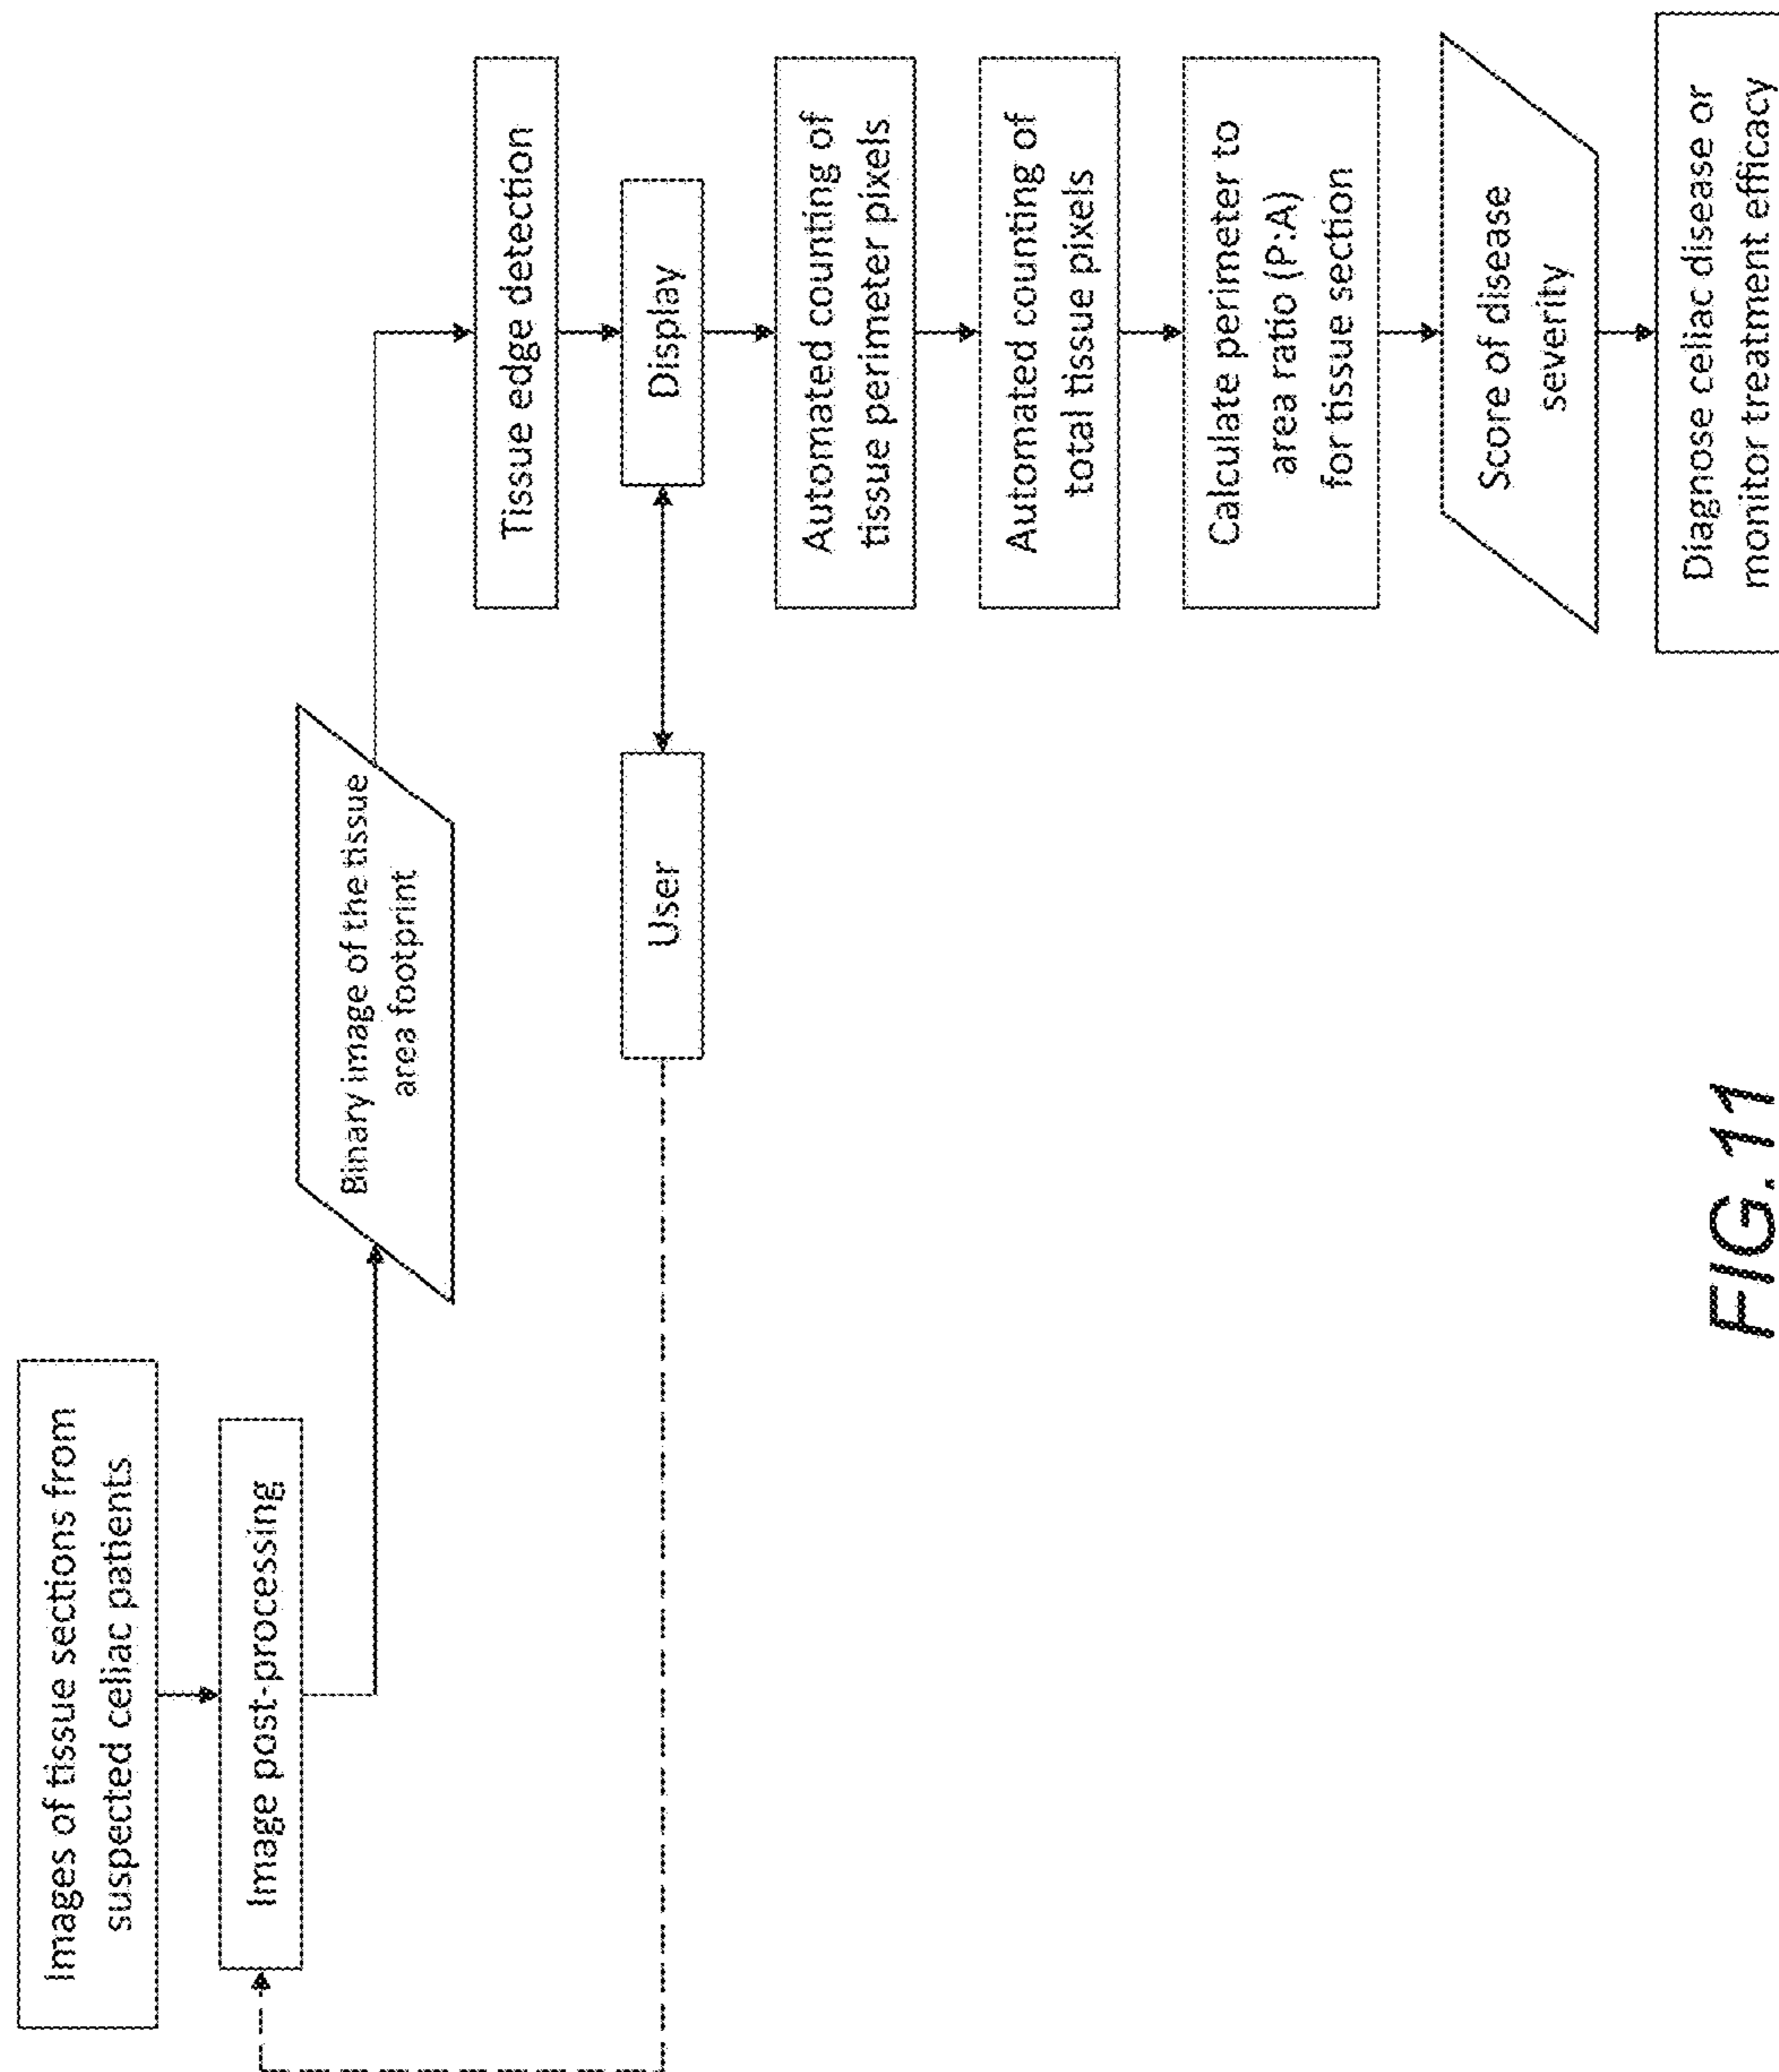 Images of tissue sections from
suspected celiac patients
Image post-processing
Binary image of the tissue
area footprint
Tissue edge detection
User
Display
Automated counting of
tissue perimeter pixels
Automated counting of
total tissue pixels
Calculate perimeter to
area ratio (P:A)
for tissue section
Score of disease
severity
Diagnose celiac disease or
monitor treatment efficacy
FIG. 11